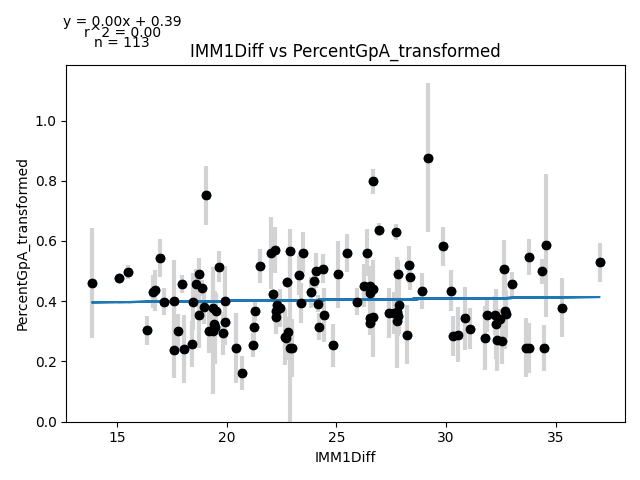 y = 0.00x + 0.39
r^2 = 0.00
n = 113
IMM1Diff vs PercentGpA_transformed
PercentGpA_transformed
1.0
0.8
0.6
0.4
0.2
0.0
15 20 25 30 35
IMM1Diff